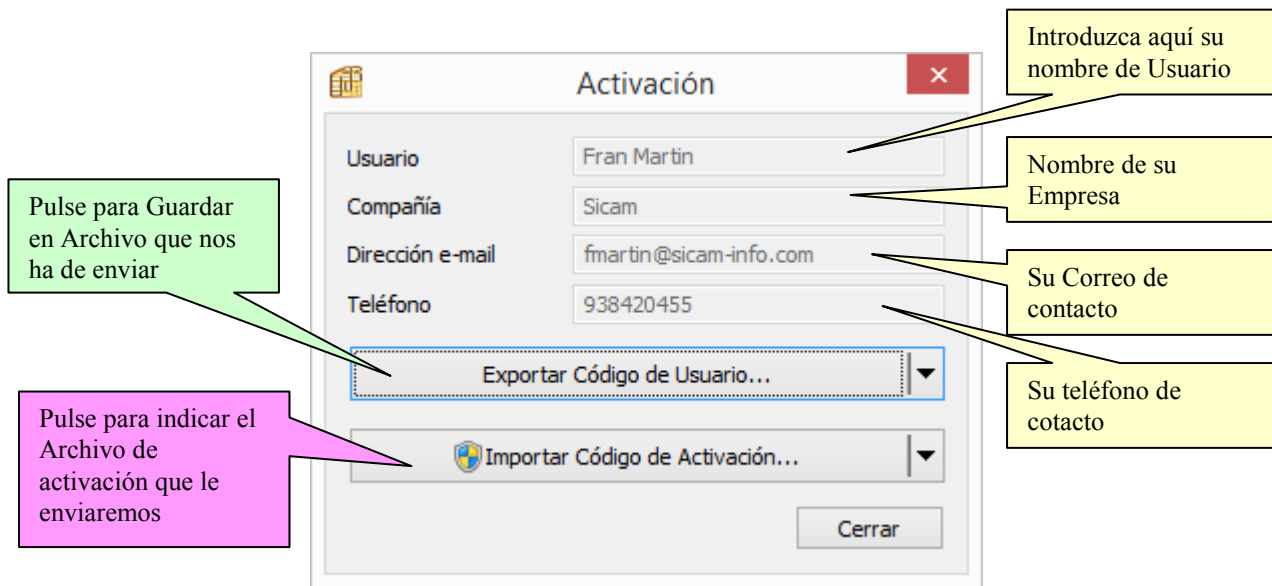 Activación
Introduzca aquí su
nombre de Usuario
Usuario
Fran Martin
Nombre de su
Empresa
Compañía
Sicam
Pulse para Guardar
en Archivo que nos
ha de enviar
Dirección e-mail
fmartin@sicam-info.com
Su Correo de
contacto
Teléfono
938420455
Exportar Código de Usuario...
Su teléfono de
cotacto
Pulse para indicar el
Archivo de
activación que le
enviaremos
Importar Código de Activación...
Cerrar